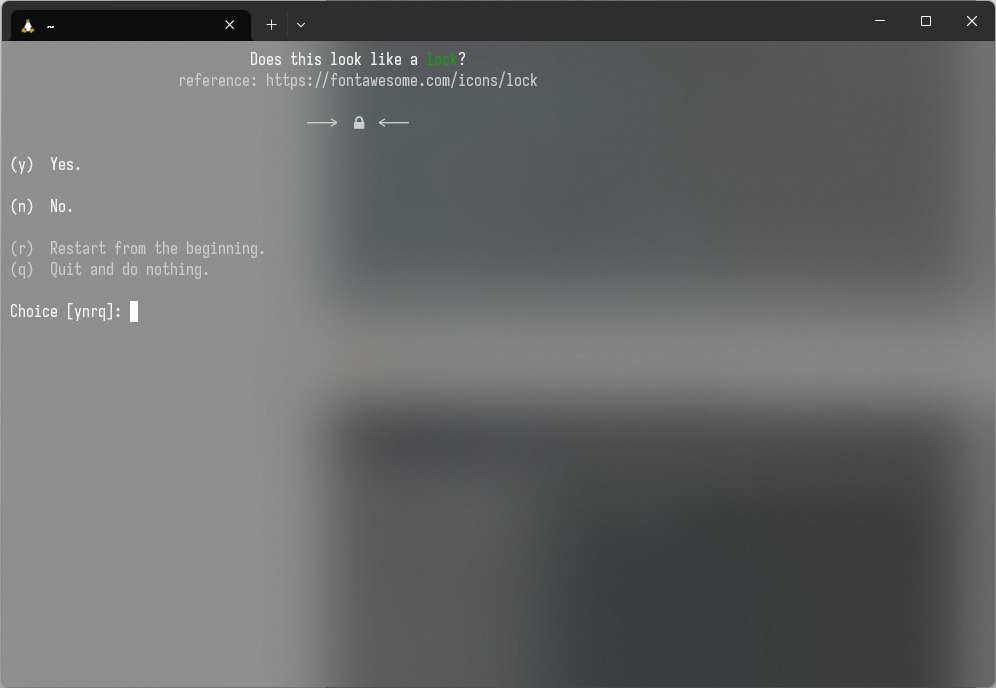 ~
Does this look like a lock?
reference: https://fontawesome.com/icons/lock
(y) Yes.
(n) No.
(r) Restart from the beginning.
(q) Quit and do nothing.
Choice [ynrq]: